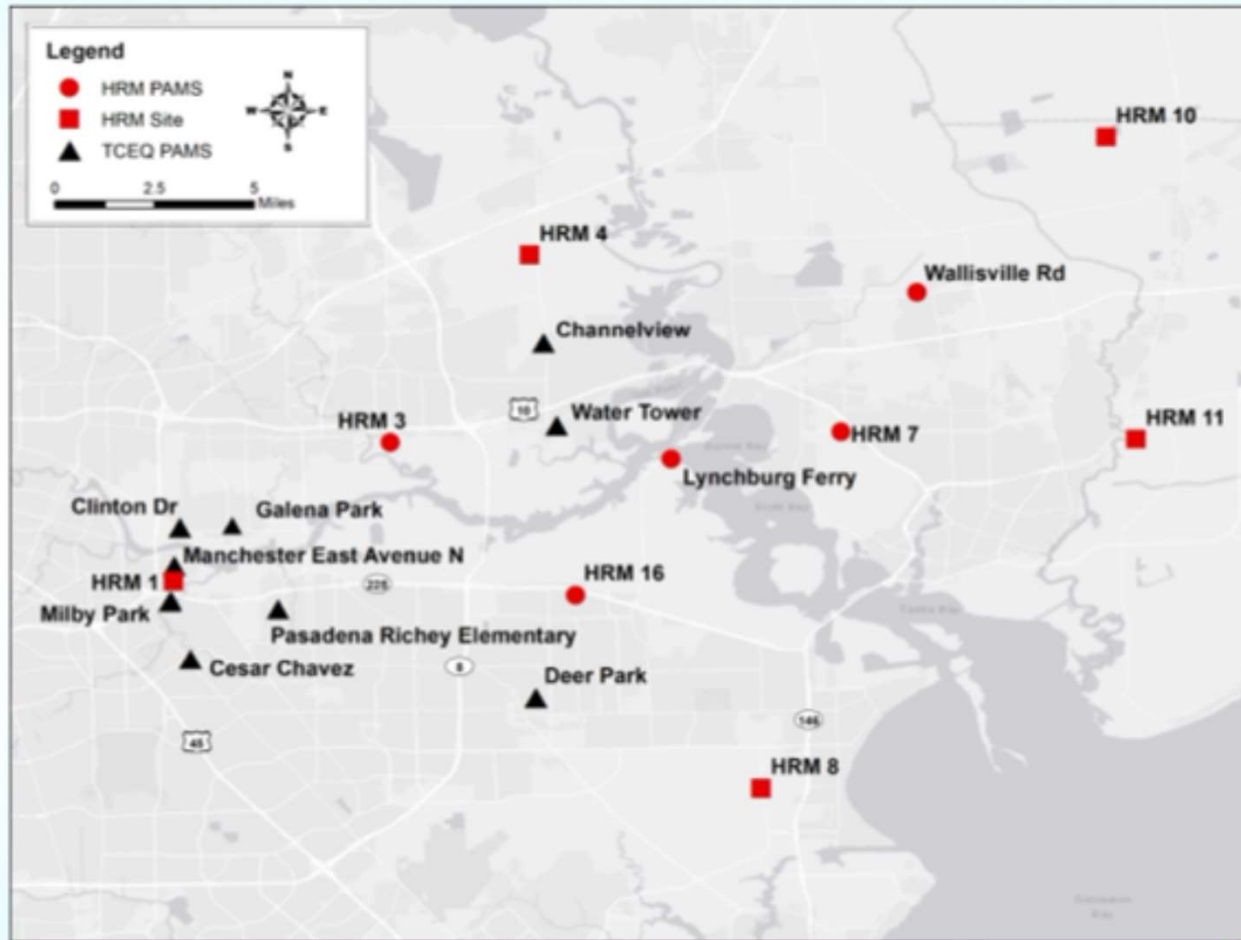 Legend
N
W E
S
HRM PAMS
HRM Site
TCEQ PAMS
0 2.5 5
Miles
HRM 10
HRM 4
Wallisville Rd
Channelview
10
Water Tower
HRM 3
HRM 7
HRM 11
Lynchburg Ferry
Clinton Dr
Galena Park
Manchester East Avenue N
HRM 1
225
HRM 16
Milby Park
Pasadena Richey Elementary
Cesar Chavez
8
Deer Park
146
45
HRM 8